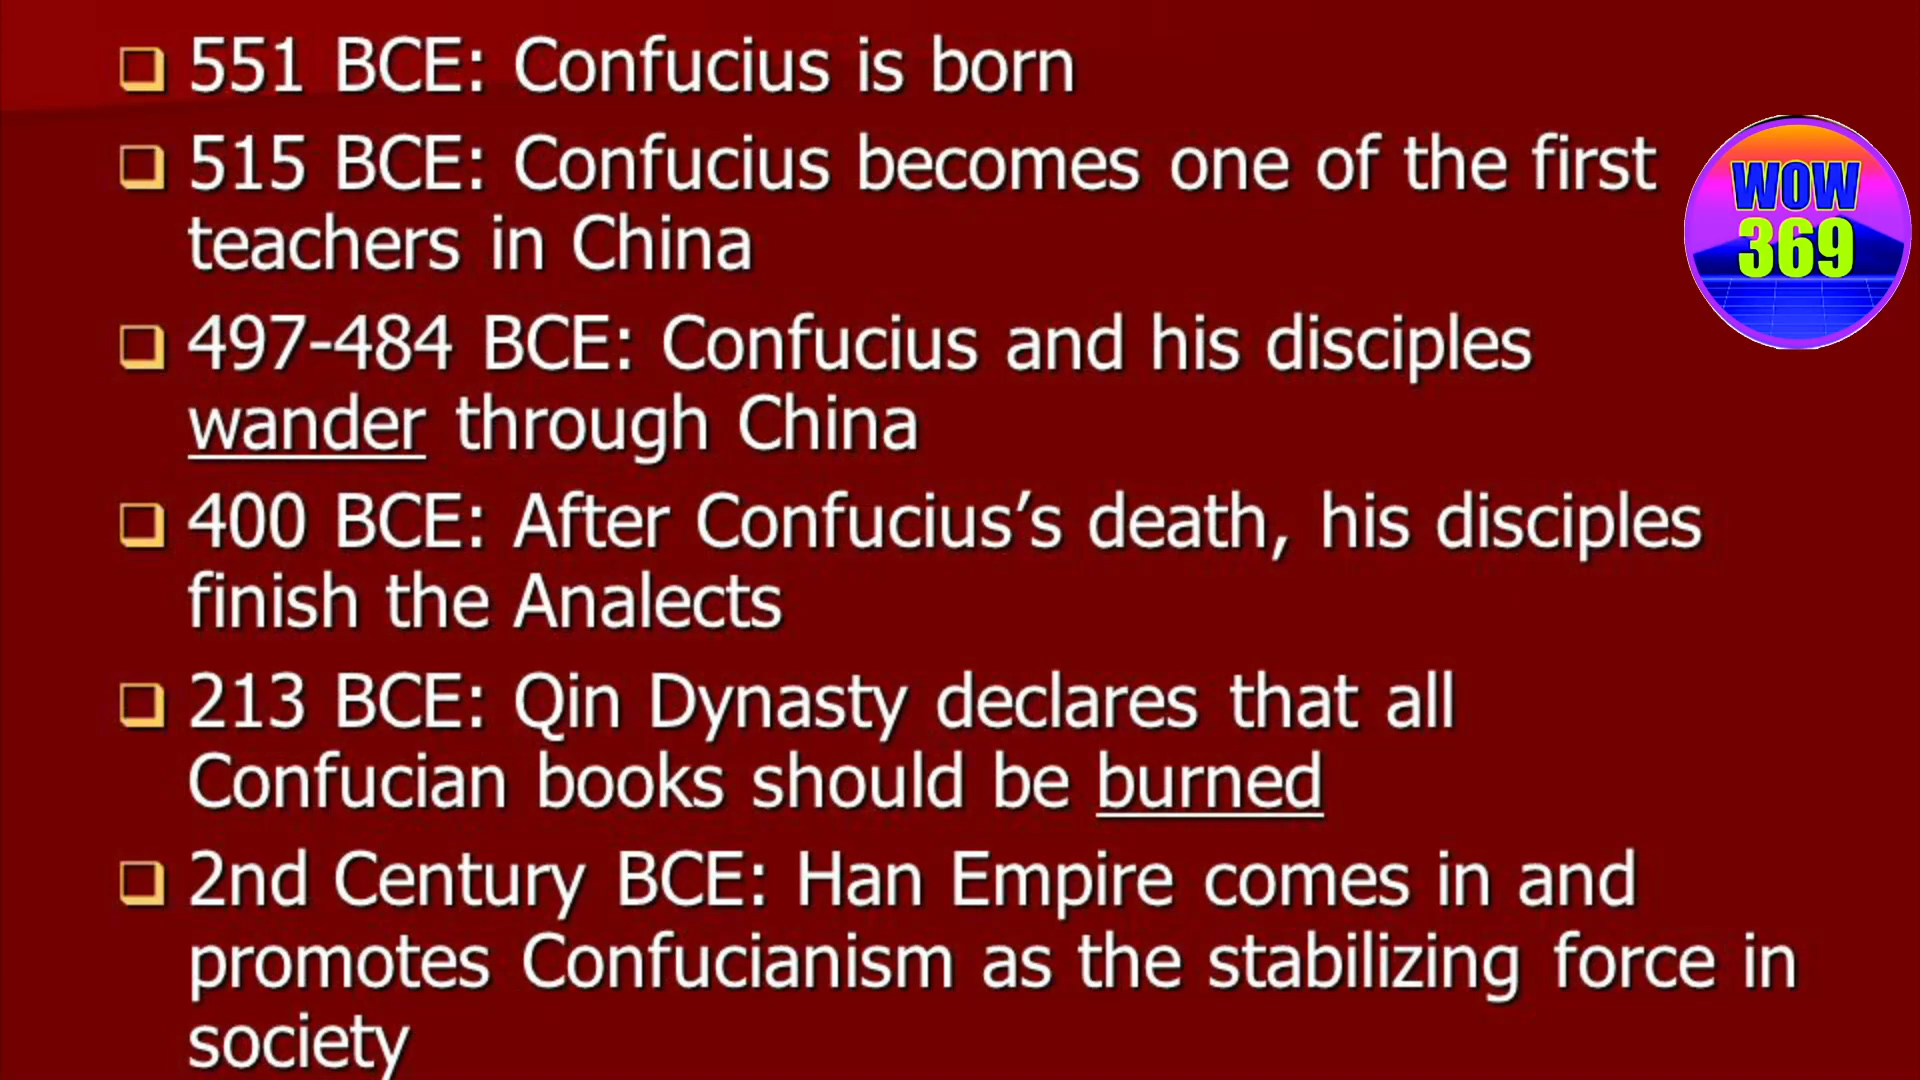 551 BCE: Confucius is born
515 BCE: Confucius becomes one of the first
teachers in China
497-484 BCE: Confucius and his disciples
wander through China
400 BCE: After Confucius’s death, his disciples
finish the Analects
213 BCE: Qin Dynasty declares that all
Confucian books should be burned
2nd Century BCE: Han Empire comes in and
promotes Confucianism as the stabilizing force in
society
WOW
369